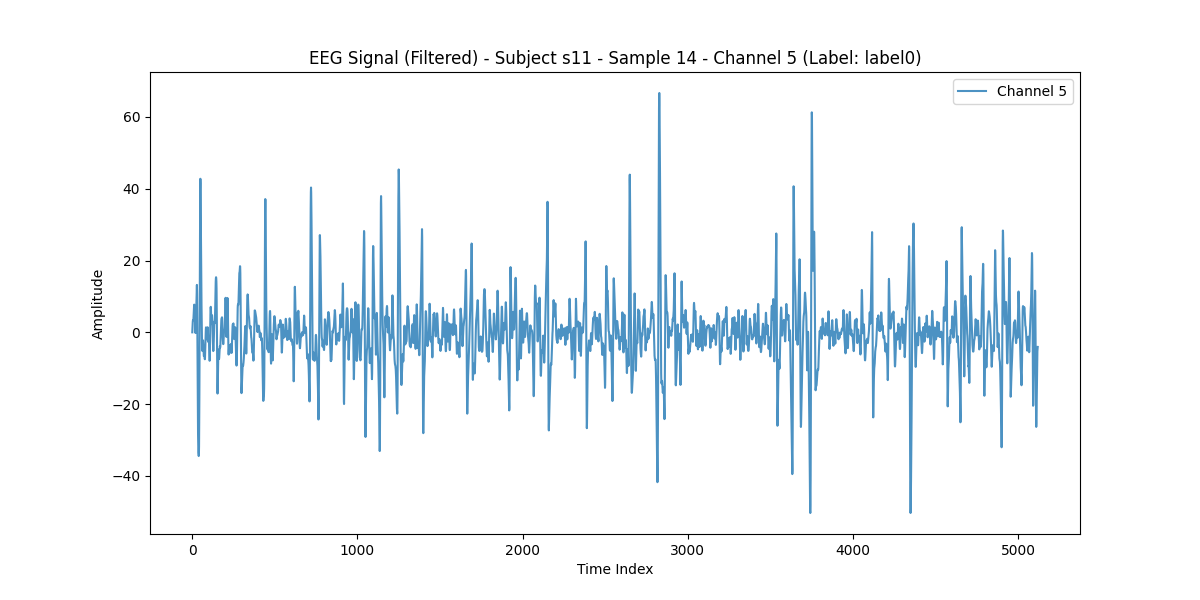 EEG Signal (Filtered) - Subject s11 - Sample 14 - Channel 5 (Label: label0)
Channel 5
60
40
20
0
−20
−40
Amplitude
0 1000 2000 3000 4000 5000
Time Index